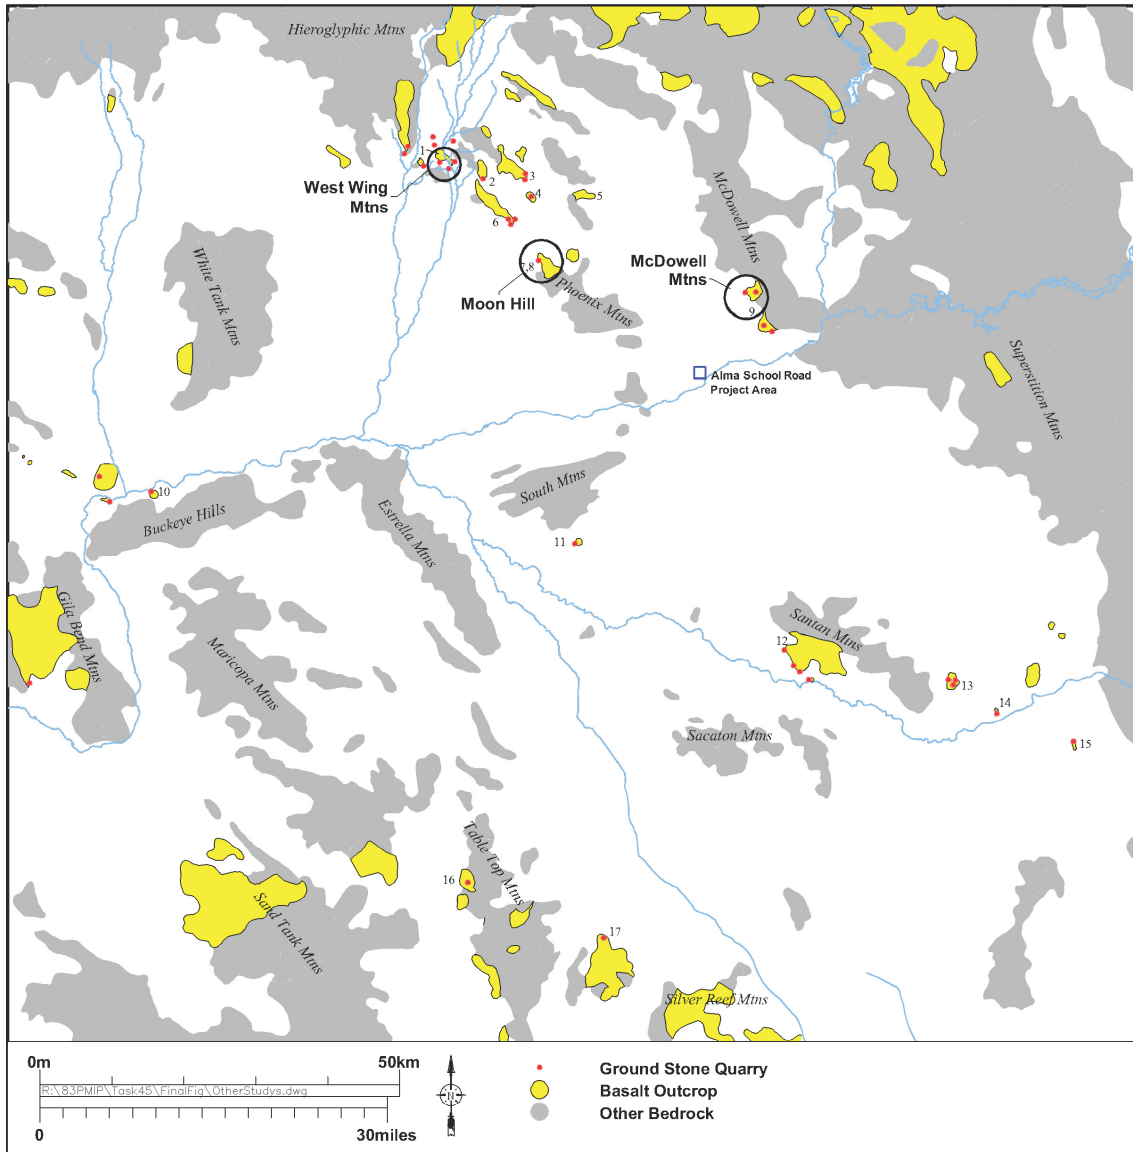 Hieroglyphic Mtns
1
West Wing
Mtns
2
3
4
5
6
McDowell Mtns
White Tank Mtns
7,8
Moon Hill
Phoenix Mtns
McDowell
Mtns
9
Superstition Mtns
Alma School Road
Project Area
10
Buckeye Hills
Estrella Mtns
South Mtns
11
Gila Bend Mtns
Maricopa Mtns
12
Santan Mtns
13
14
15
Sacaton Mtns
Table Top Mtns
16
Sand Tank Mtns
17
Silver Reef Mtns
0m
50km
R:\83PMIP\Task45\FinalFig\OtherStudys.dwg
0
30miles
N
Ground Stone Quarry
Basalt Outcrop
Other Bedrock